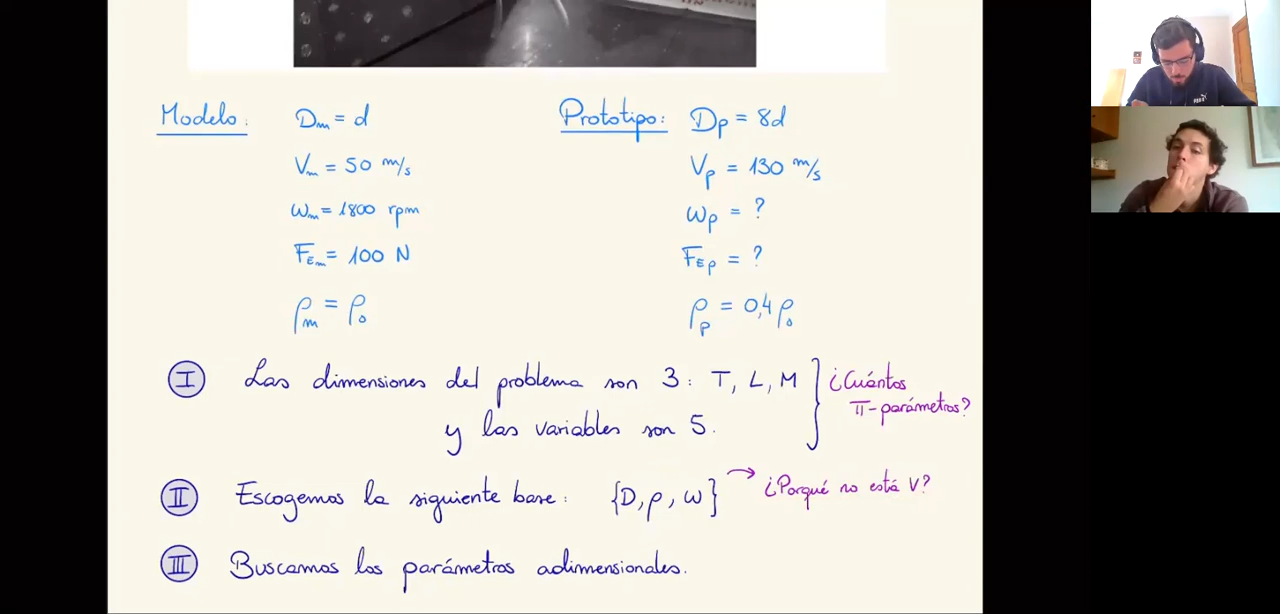 Modelo:
Prototipo:
Dm = d
Dp = 8d
Vm = 50 m/s
Vp = 130 m/s
ωm = 1800 rpm
ωp = ?
FEm = 100 N
FEp = ?
ρm = ρ₀
ρp = 0,4 ρ₀
I Las dimensiones del problema son 3: T, L, M } ¿Cuántos
π-parámetros?
y las variables son 5.
II Escogemos la siguiente base: {D, ρ, ω} → ¿Porqué no está V?
III Buscamos los parámetros adimensionales.